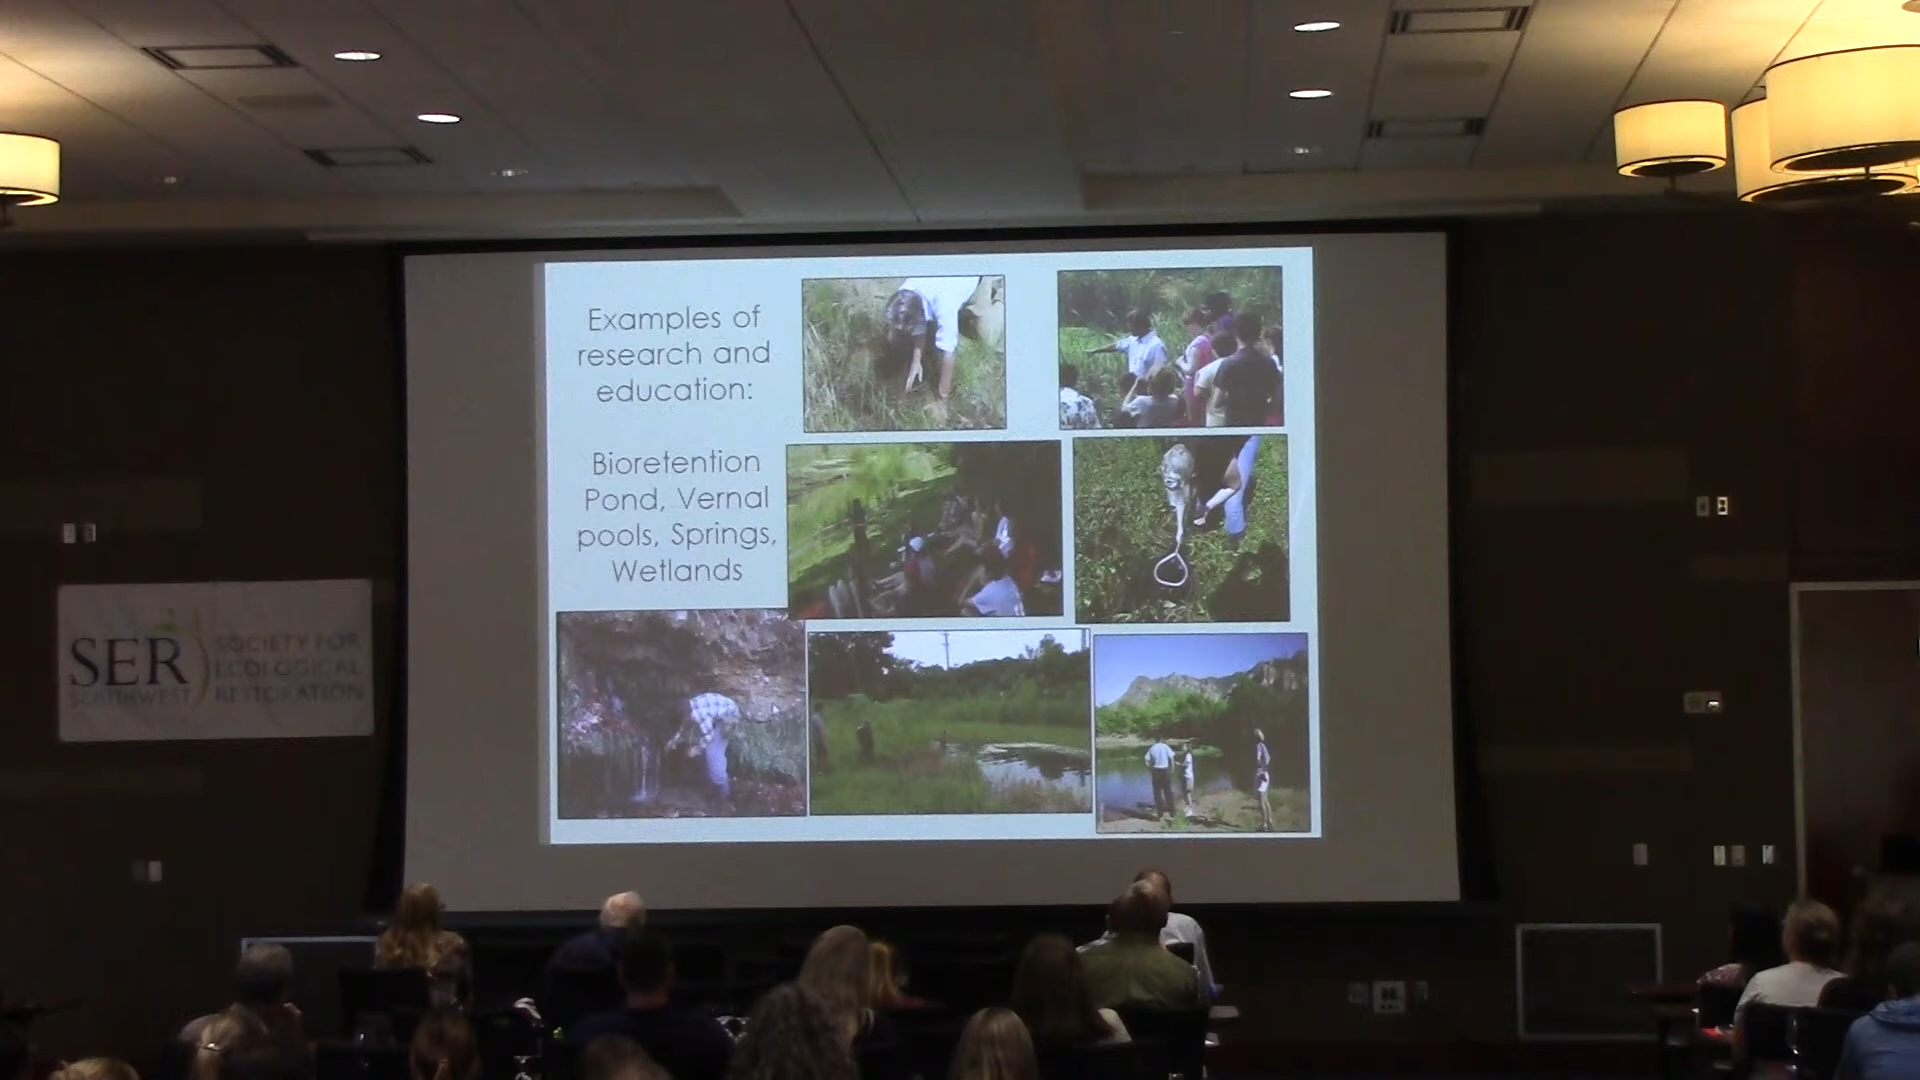 Examples of
research and
education:
Bioretention
Pond, Vernal
pools, Springs,
Wetlands
SER
SOUTHWEST
SOCIETY FOR
ECOLOGICAL
RESTORATION